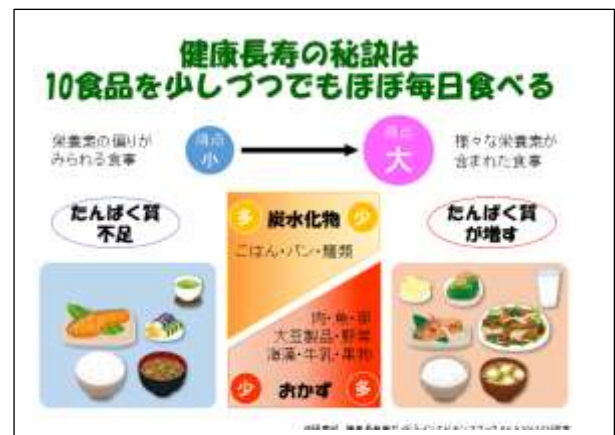 健康長寿の秘訣は
10食品を少しづつでもほぼ毎日食べる
栄養素の偏りが
みられる食事
得点
小
得点
大
様々な栄養素が
含まれた食事
たんぱく質
不足
多 炭水化物 少
ごはん・パン・麺類
たんぱく質
が増す
肉・魚・卵
大豆製品・野菜
海藻・牛乳・果物
少 おかず 多